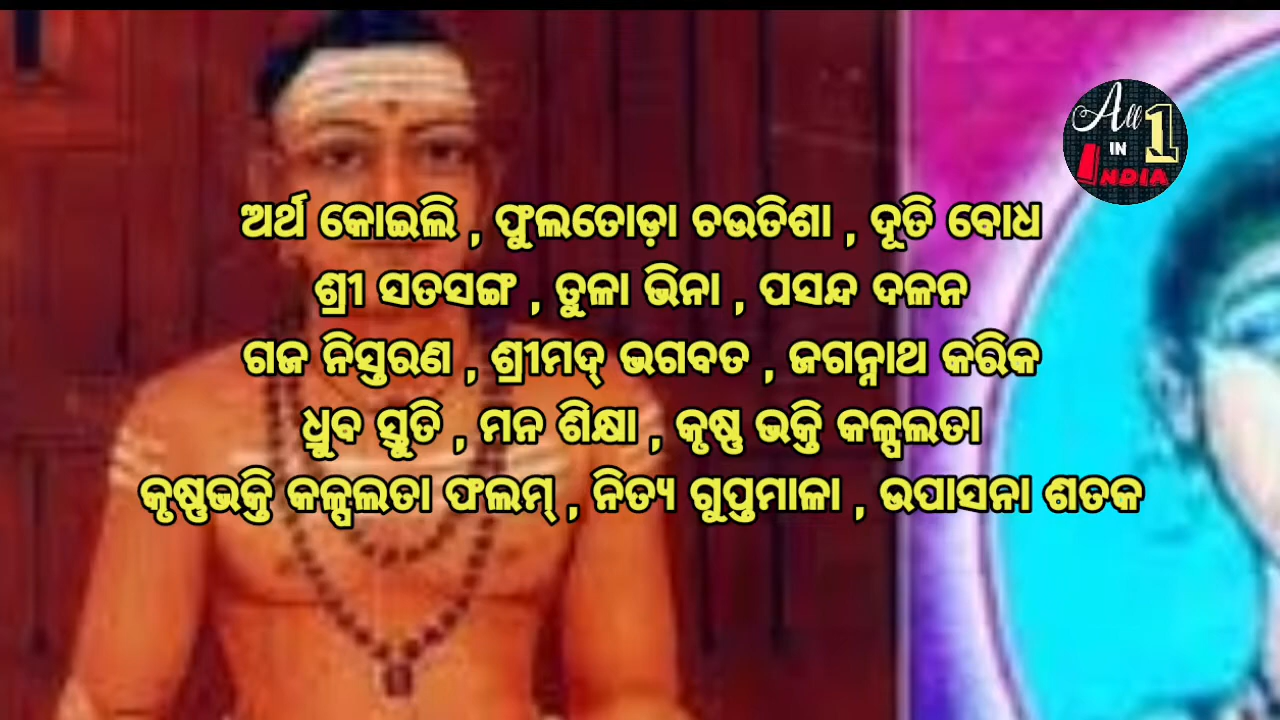 All
IN 1
INDIA
ଅର୍ଥ କୋଇଲି , ଫୁଲତୋଡ଼ା ଚଉତିଶା , ଦୂତି ବୋଧ
ଶ୍ରୀ ସତସଙ୍ଗ , ତୁଳା ଭିନା , ପସନ୍ଦ ଦଳନ
ଗଜ ନିସ୍ତରଣ , ଶ୍ରୀମଦ୍ ଭଗବତ , ଜଗନ୍ନାଥ କରିକ
ଧ୍ରୁବ ସ୍ତୁତି , ମନ ଶିକ୍ଷା , କୃଷ୍ଣ ଭକ୍ତି କଳ୍ପଲତା
କୃଷ୍ଣଭକ୍ତି କଳ୍ପଲତା ଫଲମ୍ , ନିତ୍ୟ ଗୁପ୍ତମାଳା , ଉପାସନା ଶତକ